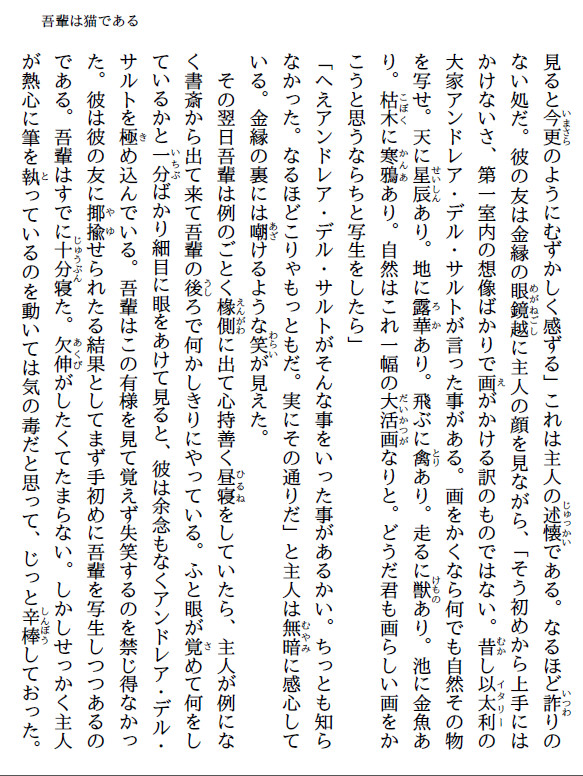 吾輩は猫である
見ると今更のようにむずかしく感ずる」これは主人の述懐である。なるほど詐りの
ない処だ。彼の友は金縁の眼鏡越に主人の顔を見ながら、「そう初めから上手には
かけないさ、第一室内の想像ばかりで画がかける訳のものではない。昔し以太利の
大家アンドレア・デル・サルトが言った事がある。画をかくなら何でも自然その物
を写せ。天に星辰あり。地に露華あり。飛ぶに禽あり。走るに獣あり。池に金魚あ
り。枯木に寒鴉あり。自然はこれ一幅の大活画なりと。どうだ君も画らしい画をか
こうと思うならちと写生をしたら」
「へえアンドレア・デル・サルトがそんな事をいった事があるかい。ちっとも知ら
なかった。なるほどこりゃもっともだ。実にその通りだ」と主人は無暗に感心して
いる。金縁の裏には嘲けるような笑が見えた。
その翌日吾輩は例のごとく椽側に出て心持善く昼寝をしていたら、主人が例にな
く書斎から出て来て吾輩の後ろで何かしきりにやっている。ふと眼が覚めて何をし
ているかと一分ばかり細目に眼をあけて見ると、彼は余念もなくアンドレア・デル・
サルトを極め込んでいる。吾輩はこの有様を見て覚えず失笑するのを禁じ得なかっ
た。彼は彼の友に揶揄せられたる結果としてまず手初めに吾輩を写生しつつあるの
である。吾輩はすでに十分寝た。欠伸がしたくてたまらない。しかしせっかく主人
が熱心に筆を執っているのを動いては気の毒だと思って、じっと辛棒しておった。